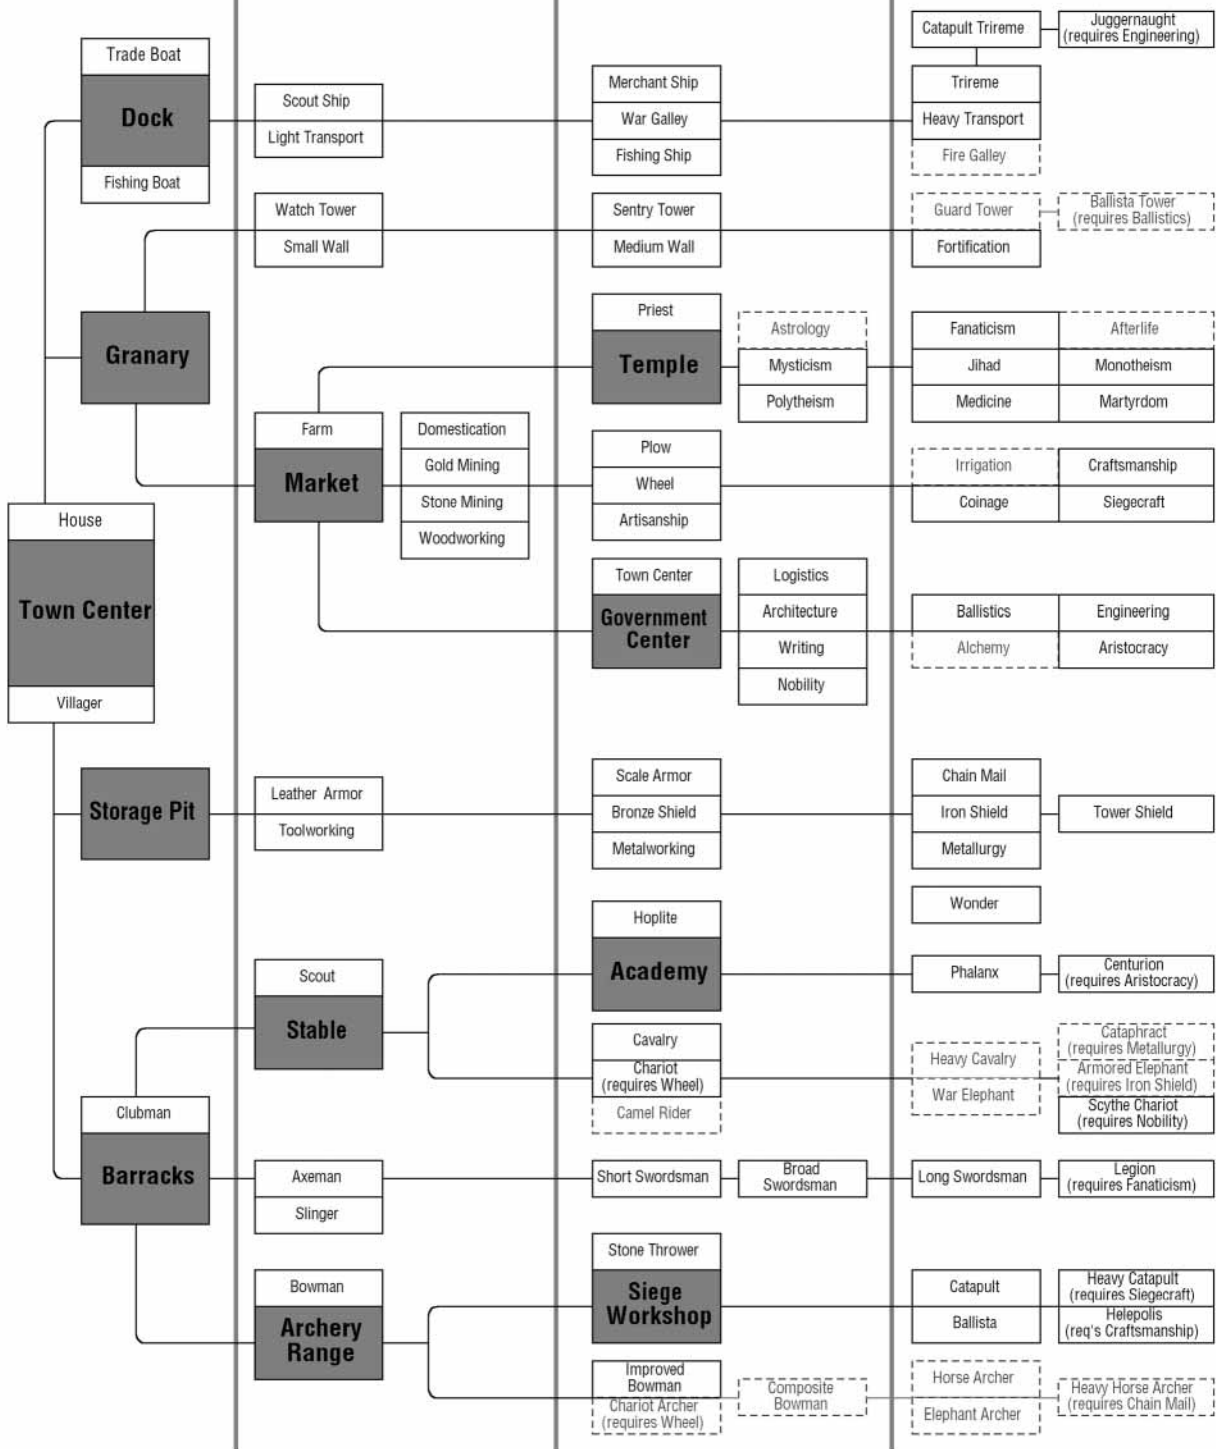 Catapult Trireme
Juggernaught
(requires Engineering)
Trade Boat
Dock
Fishing Boat
Scout Ship
Light Transport
Merchant Ship
War Galley
Fishing Ship
Trireme
Heavy Transport
Fire Galley
Watch Tower
Small Wall
Sentry Tower
Medium Wall
Guard Tower
Fortification
Ballista Tower
(requires Ballistics)
Granary
Priest
Temple
Astrology
Mysticism
Polytheism
Fanaticism
Jihad
Medicine
Afterlife
Monotheism
Martyrdom
Farm
Market
Domestication
Gold Mining
Stone Mining
Woodworking
Plow
Wheel
Artisanship
Irrigation
Coinage
Craftsmanship
Siegecraft
House
Town Center
Villager
Town Center
Government
Center
Logistics
Architecture
Writing
Nobility
Ballistics
Alchemy
Engineering
Aristocracy
Storage Pit
Leather Armor
Toolworking
Scale Armor
Bronze Shield
Metalworking
Chain Mail
Iron Shield
Metallurgy
Tower Shield
Wonder
Hoplite
Academy
Phalanx
Centurion
(requires Aristocracy)
Scout
Stable
Cavalry
Chariot
(requires Wheel)
Camel Rider
Heavy Cavalry
War Elephant
Cataphract
(requires Metallurgy)
Armored Elephant
(requires Iron Shield)
Scythe Chariot
(requires Nobility)
Clubman
Barracks
Axeman
Slinger
Short Swordsman
Broad
Swordsman
Long Swordsman
Legion
(requires Fanaticism)
Stone Thrower
Siege
Workshop
Catapult
Ballista
Heavy Catapult
(requires Siegecraft)
Helepolis
(req's Craftsmanship)
Bowman
Archery
Range
Improved
Bowman
Chariot Archer
(requires Wheel)
Composite
Bowman
Horse Archer
Elephant Archer
Heavy Horse Archer
(requires Chain Mail)